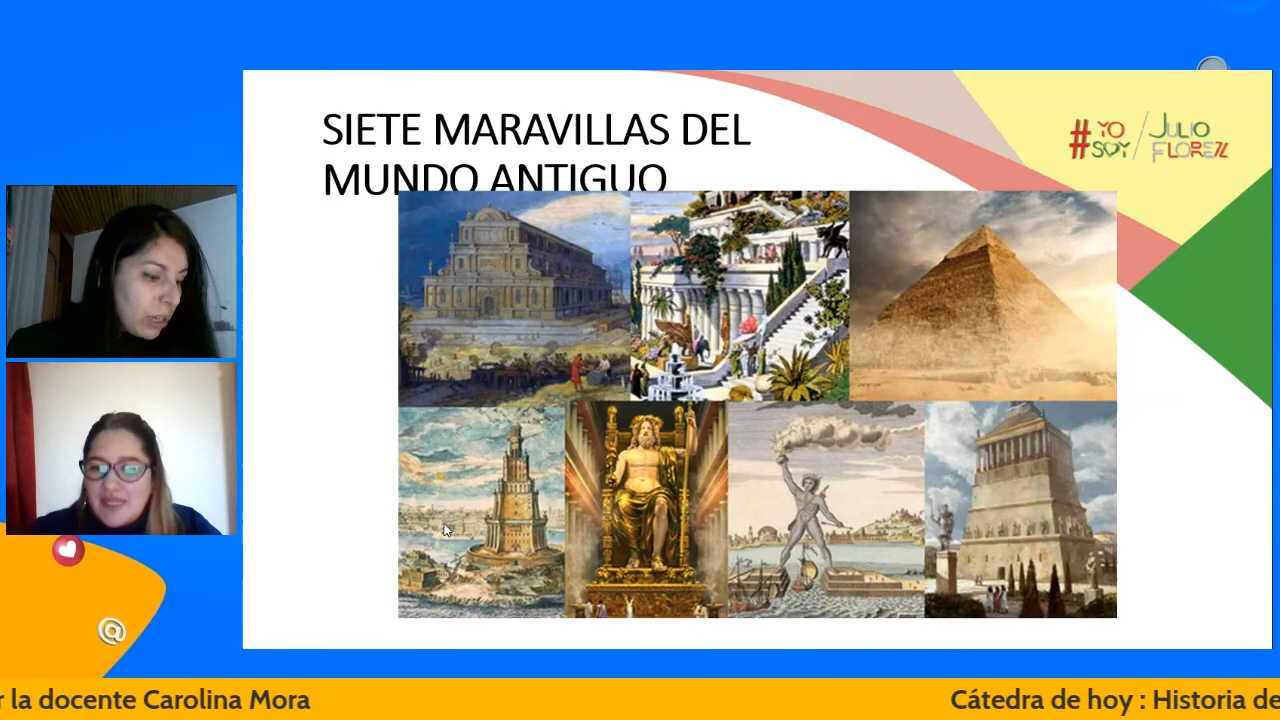 SIETE MARAVILLAS DEL
MUNDO ANTIGUO
#YO SOY / JULIO FLOREZ
@
r la docente Carolina Mora
Cátedra de hoy : Historia de